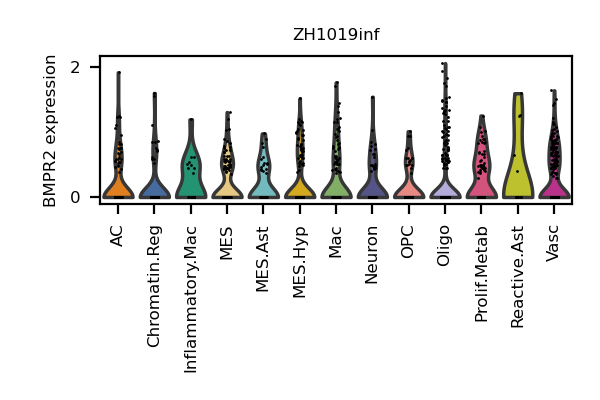 ZH1019inf
BMPR2 expression
2
0
AC
Chromatin.Reg
Inflammatory.Mac
MES
MES.Ast
MES.Hyp
Mac
Neuron
OPC
Oligo
Prolif.Metab
Reactive.Ast
Vasc